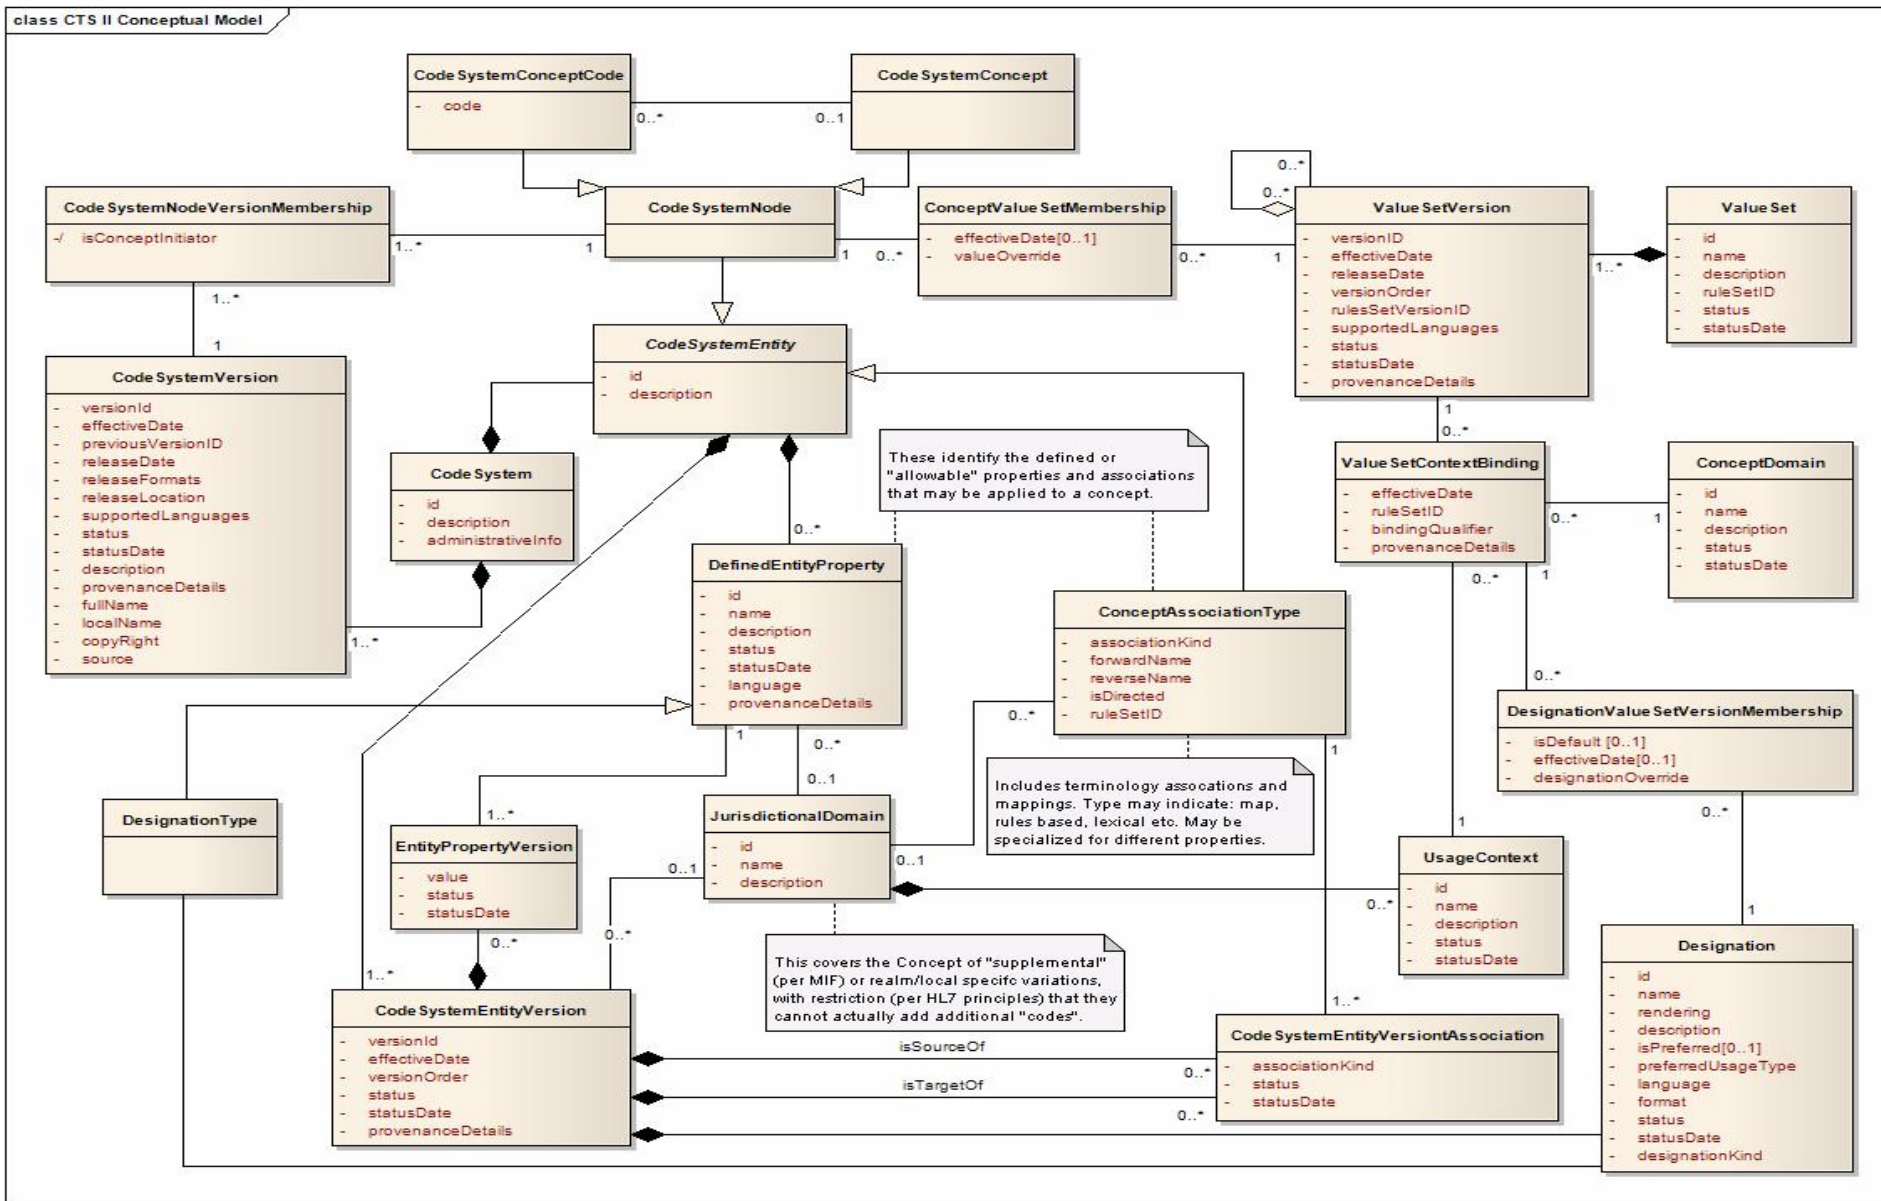 class CTS II Conceptual Model
CodeSystemConceptCode
- code
CodeSystemConcept
0..*
0..1
CodeSystemNodeVersionMembership
-/ isConceptInitiator
1..*
1
CodeSystemNode
1
0..*
ConceptValueSetMembership
- effectiveDate[0..1]
- valueOverride
0..*
1
0..*
0..*
ValueSetVersion
- versionID
- effectiveDate
- releaseDate
- versionOrder
- rulesSetVersionID
- supportedLanguages
- status
- statusDate
- provenanceDetails
1..*
ValueSet
- id
- name
- description
- ruleSetID
- status
- statusDate
1..*
1
CodeSystemVersion
- versionId
- effectiveDate
- previousVersionID
- releaseDate
- releaseFormats
- releaseLocation
- supportedLanguages
- status
- statusDate
- description
- provenanceDetails
- fullName
- localName
- copyRight
- source
1..*
CodeSystemEntity
- id
- description
CodeSystem
- id
- description
- administrativeInfo
These identify the defined or
"allowable" properties and associations
that may be applied to a concept.
1
0..*
ValueSetContextBinding
- effectiveDate
- ruleSetID
- bindingQualifier
- provenanceDetails
0..*
1
ConceptDomain
- id
- name
- description
- status
- statusDate
0..*
DefinedEntityProperty
- id
- name
- description
- status
- statusDate
- language
- provenanceDetails
ConceptAssociationType
- associationKind
- forwardName
- reverseName
- isDirected
- ruleSetID
0..*
1
0..*
1
0..*
DesignationValueSetVersionMembership
- isDefault [0..1]
- effectiveDate[0..1]
- designationOverride
0..*
1
0..*
0..1
Includes terminology assocations and
mappings. Type may indicate: map,
rules based, lexical etc. May be
specialized for different properties.
1
DesignationType
1..*
EntityPropertyVersion
- value
- status
- statusDate
0..*
JurisdictionalDomain
- id
- name
- description
0..1
0..1
0..*
0..*
1
UsageContext
- id
- name
- description
- status
- statusDate
This covers the Concept of "supplemental"
(per MIF) or realm/local specifc variations,
with restriction (per HL7 principles) that they
cannot actually add additional "codes".
1
Designation
- id
- name
- rendering
- description
- isPreferred[0..1]
- preferredUsageType
- language
- format
- status
- statusDate
- designationKind
1..*
CodeSystemEntityVersion
- versionId
- effectiveDate
- versionOrder
- status
- statusDate
- provenanceDetails
isSourceOf
0..*
isTargetOf
0..*
1..*
CodeSystemEntityVersiontAssociation
- associationKind
- status
- statusDate